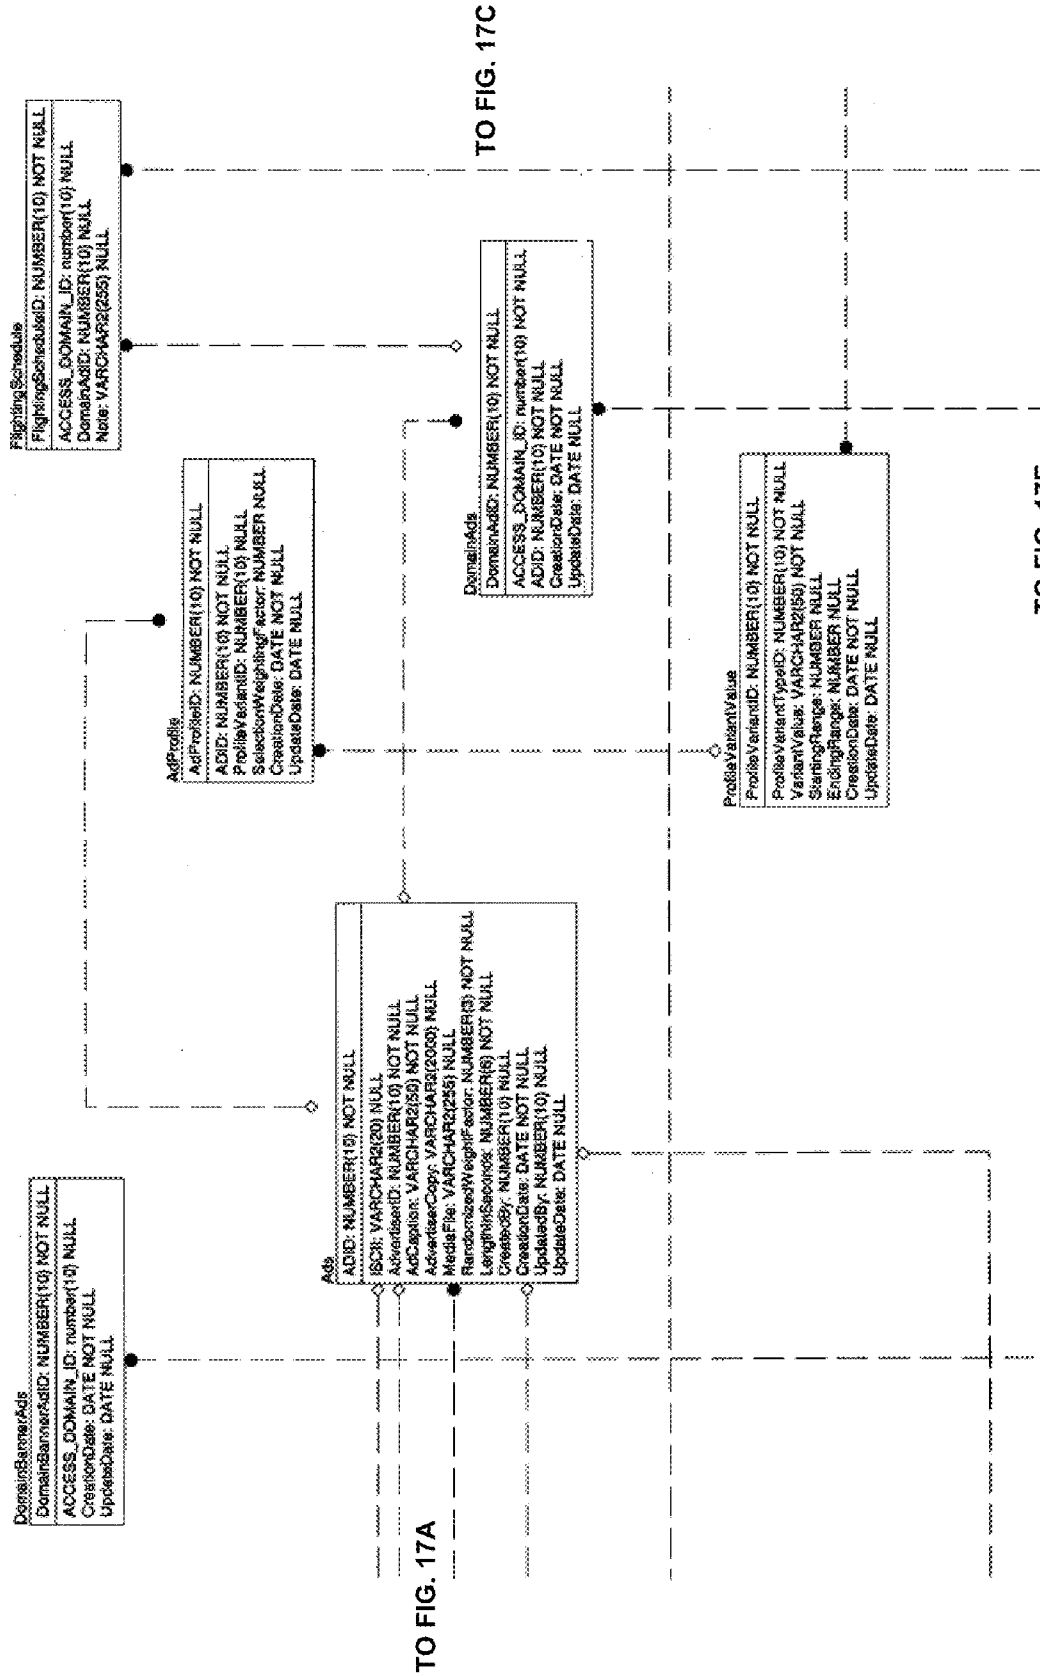 DomainBannerAds
DomainBannerAdID: NUMBER(10) NOT NULL
ACCESS_DOMAIN_ID: number(10) NULL
CreationDate: DATE NOT NULL
UpdateDate: DATE NULL
FlightingSchedule
FlightingScheduleID: NUMBER(10) NOT NULL
ACCESS_DOMAIN_ID: number(10) NULL
DomainAdID: NUMBER(10) NULL
Note: VARCHAR2(255) NULL
AdProfile
AdProfileID: NUMBER(10) NOT NULL
ADID: NUMBER(10) NOT NULL
ProfileVariantID: NUMBER(10) NULL
SelectionWeightingFactor: NUMBER NULL
CreationDate: DATE NOT NULL
UpdateDate: DATE NULL
Ads
ADID: NUMBER(10) NOT NULL
ISCII: VARCHAR2(20) NULL
AdvertiserID: NUMBER(10) NOT NULL
AdCaption: VARCHAR2(50) NOT NULL
AdvertiserCopy: VARCHAR2(2000) NULL
MediaFile: VARCHAR2(255) NULL
RandomizedWeightFactor: NUMBER(3) NOT NULL
LengthInSeconds: NUMBER(6) NOT NULL
CreatedBy: NUMBER(10) NULL
CreationDate: DATE NOT NULL
UpdatedBy: NUMBER(10) NULL
UpdateDate: DATE NULL
DomainAds
DomainAdID: NUMBER(10) NOT NULL
ACCESS_DOMAIN_ID: number(10) NOT NULL
ADID: NUMBER(10) NOT NULL
CreationDate: DATE NOT NULL
UpdateDate: DATE NULL
TO FIG. 17A
TO FIG. 17C
ProfileVariantValue
ProfileVariantID: NUMBER(10) NOT NULL
ProfileVariantTypeID: NUMBER(10) NOT NULL
VariantValue: VARCHAR2(50) NOT NULL
StartingRange: NUMBER NULL
EndingRange: NUMBER NULL
CreationDate: DATE NOT NULL
UpdateDate: DATE NULL
TO FIG.